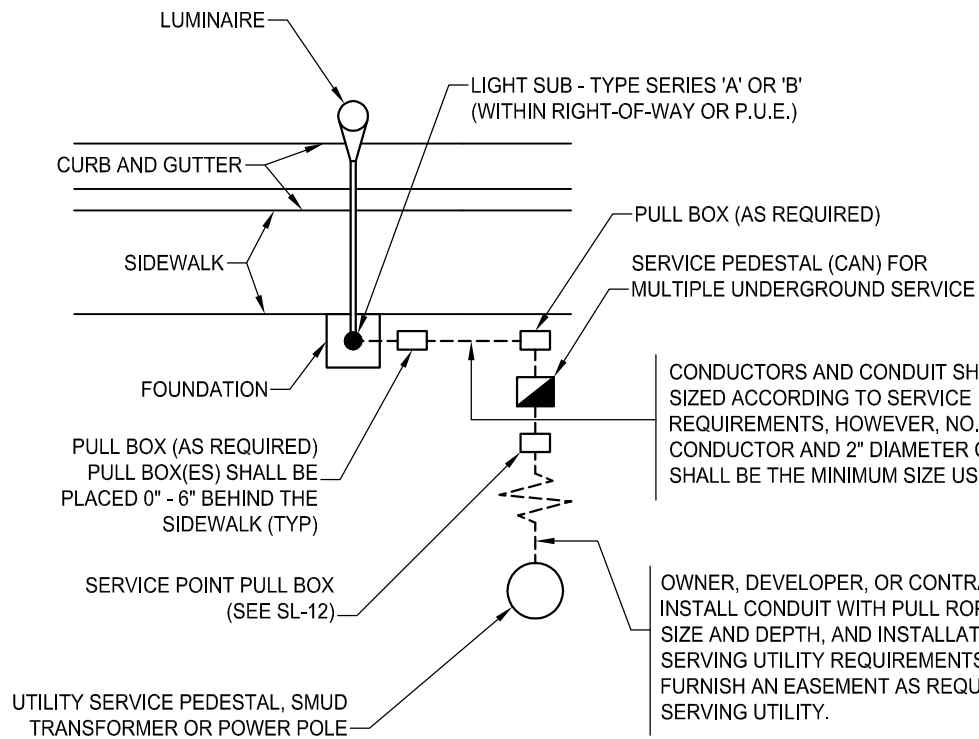 LUMINAIRE
LIGHT SUB - TYPE SERIES 'A' OR 'B'
(WITHIN RIGHT-OF-WAY OR P.U.E.)
CURB AND GUTTER
PULL BOX (AS REQUIRED)
SIDEWALK
SERVICE PEDESTAL (CAN) FOR
MULTIPLE UNDERGROUND SERVICE
FOUNDATION
CONDUCTORS AND CONDUIT SH
SIZED ACCORDING TO SERVICE
REQUIREMENTS, HOWEVER, NO.
CONDUCTOR AND 2" DIAMETER
SHALL BE THE MINIMUM SIZE US
PULL BOX (AS REQUIRED)
PULL BOX(ES) SHALL BE
PLACED 0" - 6" BEHIND THE
SIDEWALK (TYP)
SERVICE POINT PULL BOX
(SEE SL-12)
OWNER, DEVELOPER, OR CONTRA
INSTALL CONDUIT WITH PULL ROP
SIZE AND DEPTH, AND INSTALLAT
SERVING UTILITY REQUIREMENTS
FURNISH AN EASEMENT AS REQU
SERVING UTILITY.
UTILITY SERVICE PEDESTAL, SMUD
TRANSFORMER OR POWER POLE